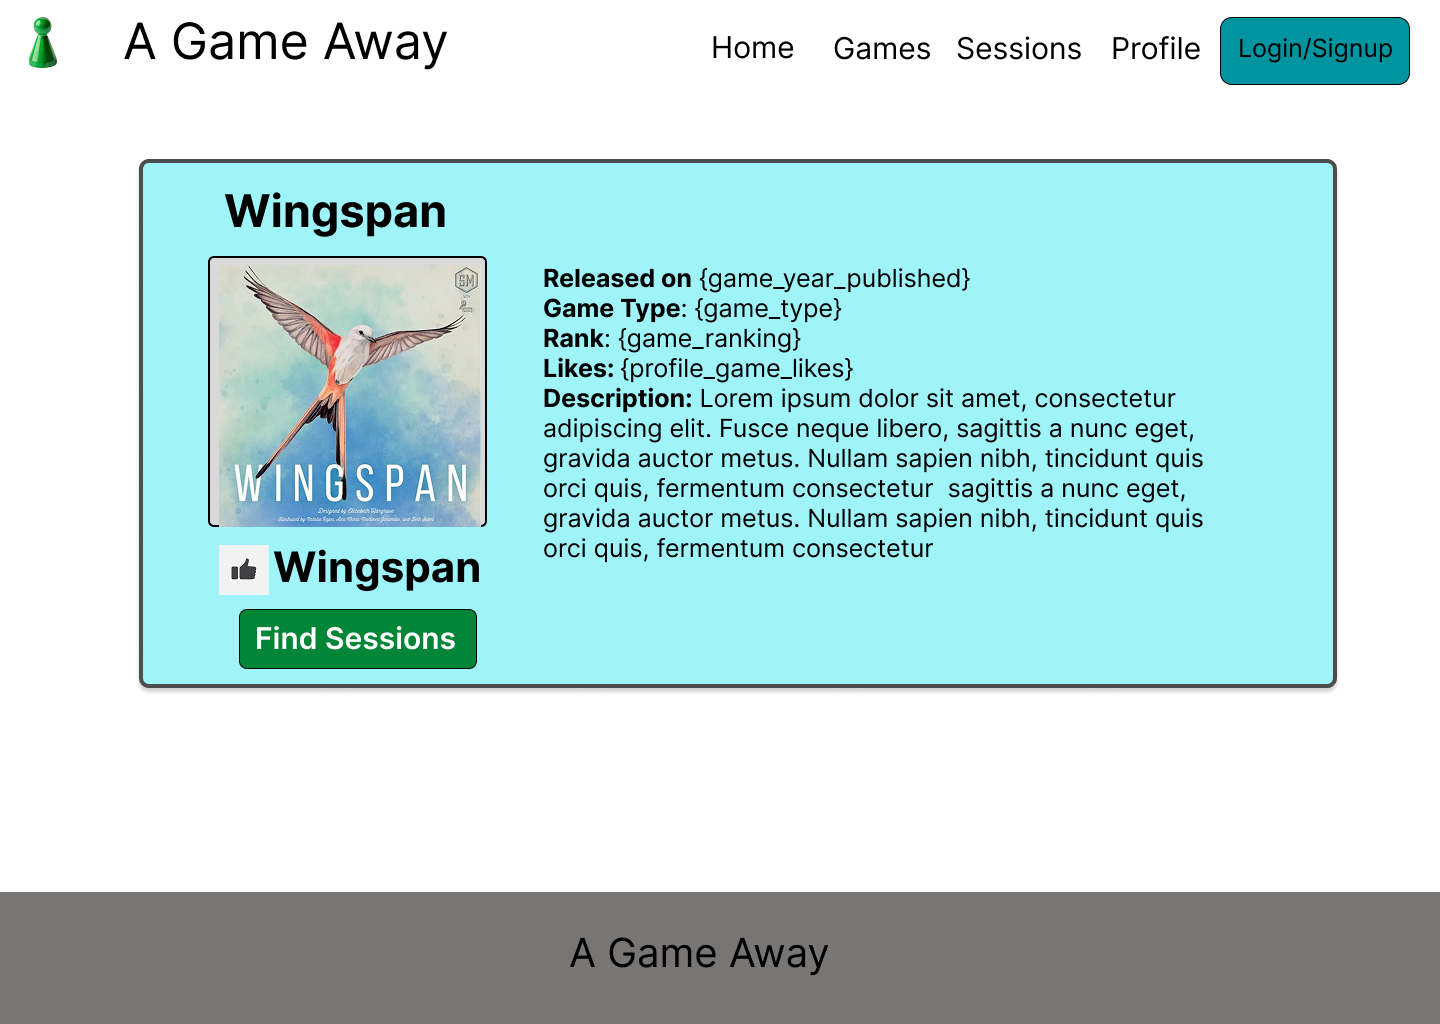 A Game Away
Home Games Sessions Profile Login/Signup
Wingspan
SM
WINGSPAN
Designed by Elizabeth Hargrave
Wingspan
Find Sessions
Released on {game_year_published}
Game Type: {game_type}
Rank: {game_ranking}
Likes: {profile_game_likes}
Description: Lorem ipsum dolor sit amet, consectetur
adipiscing elit. Fusce neque libero, sagittis a nunc eget,
gravida auctor metus. Nullam sapien nibh, tincidunt quis
orci quis, fermentum consectetur  sagittis a nunc eget,
gravida auctor metus. Nullam sapien nibh, tincidunt quis
orci quis, fermentum consectetur
A Game Away